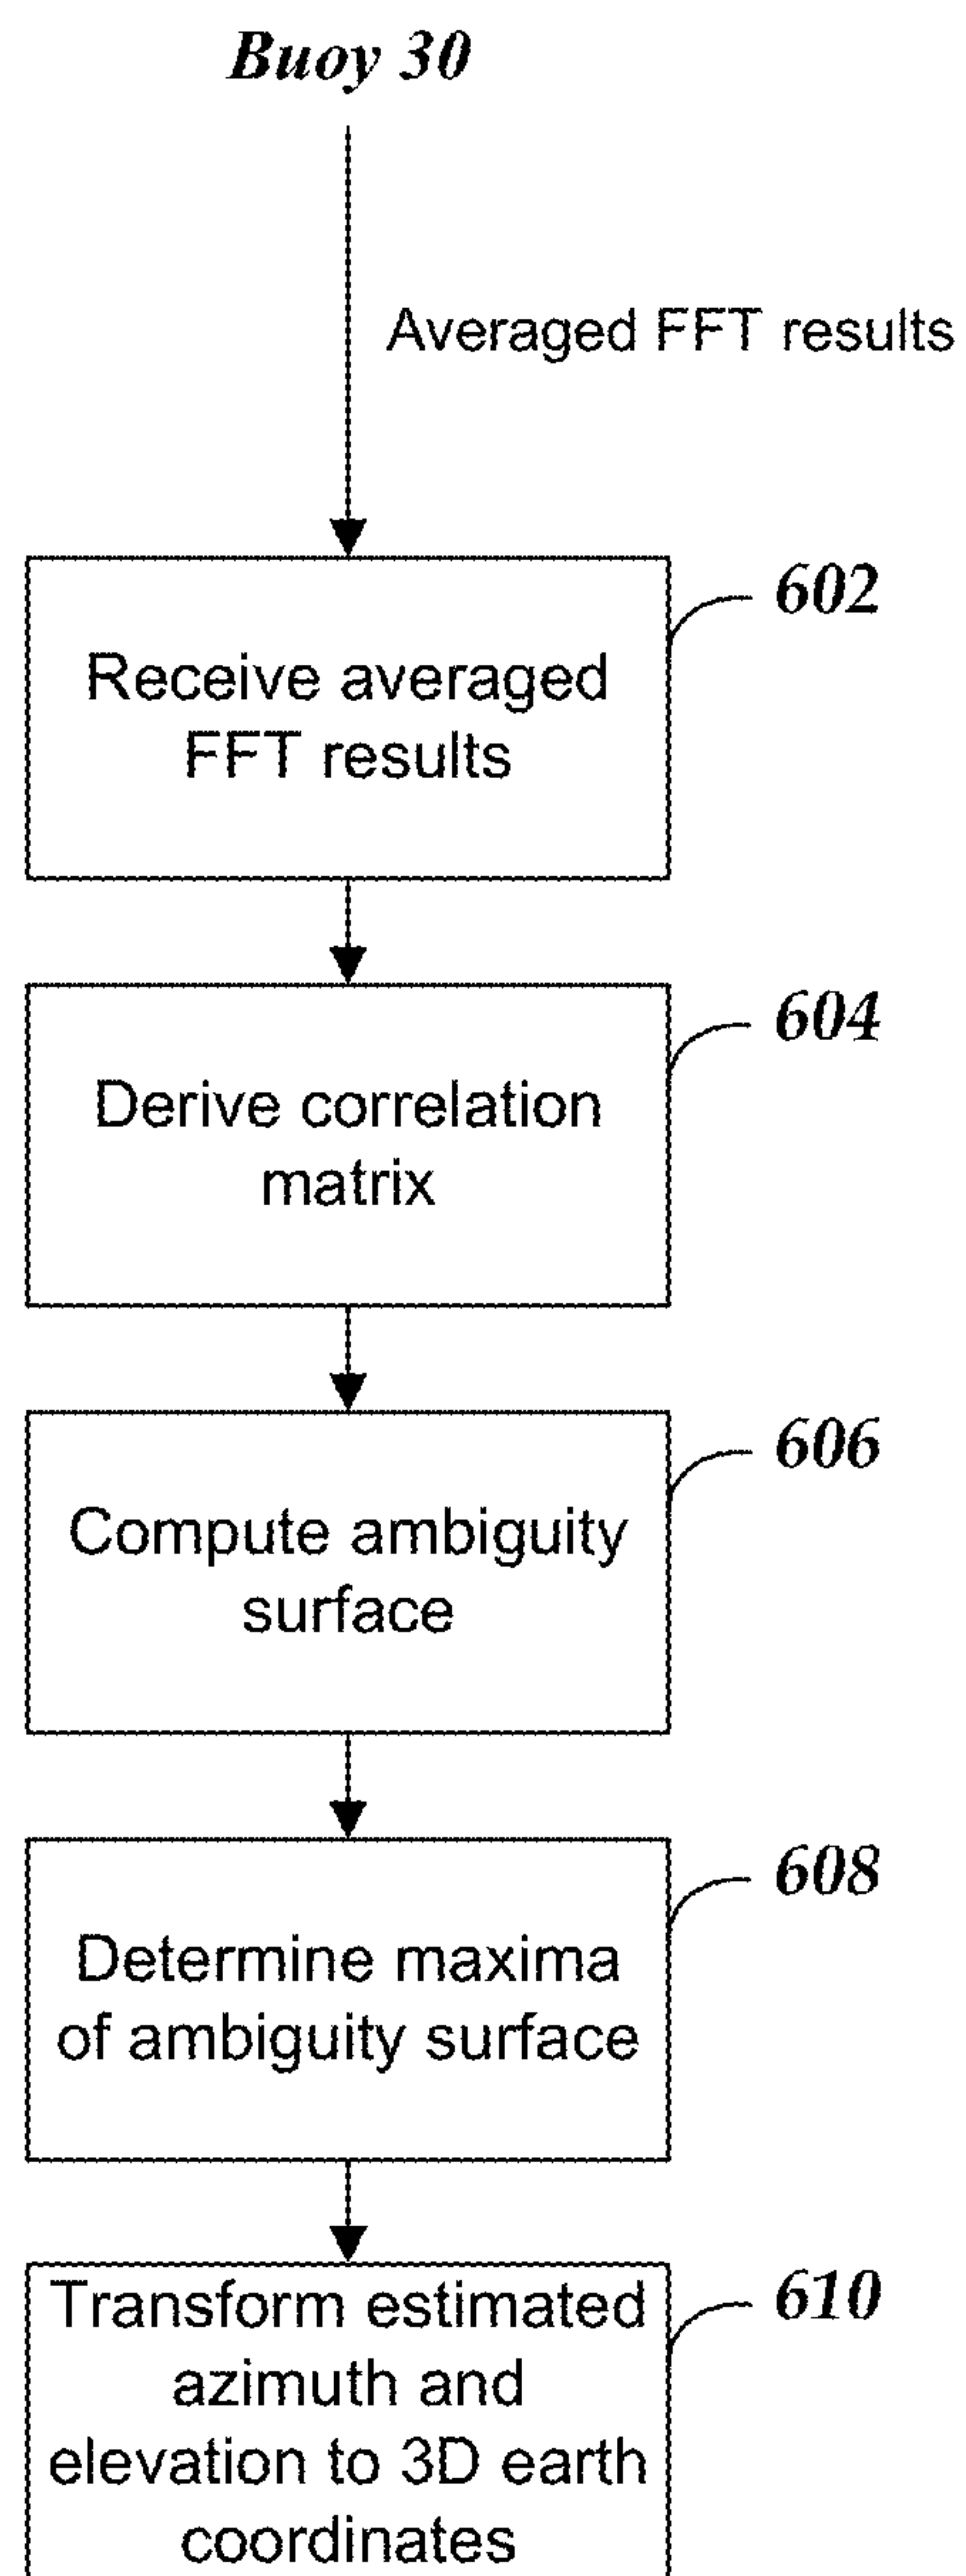 Buoy 30
Averaged FFT results
602
Receive averaged
FFT results
604
Derive correlation
matrix
606
Compute ambiguity
surface
608
Determine maxima
of ambiguity surface
610
Transform estimated
azimuth and
elevation to 3D earth
coordinates